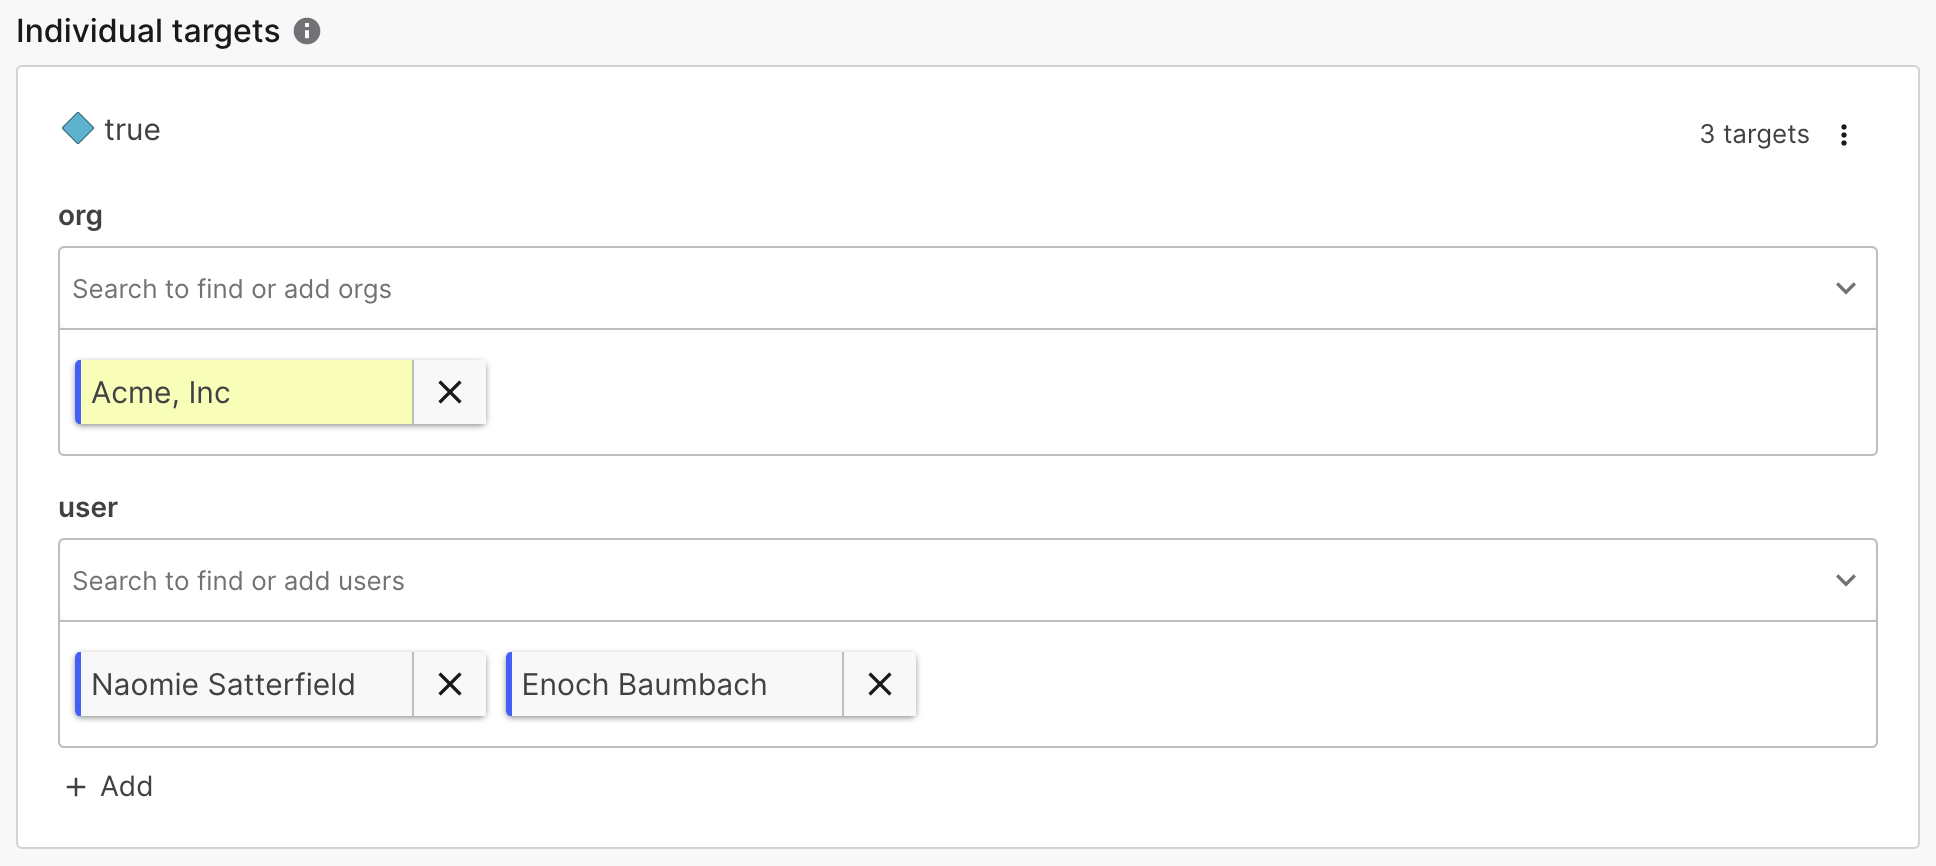 Individual targets
true
3 targets
org
Search to find or add orgs
Acme, Inc
user
Search to find or add users
Naomie Satterfield
Enoch Baumbach
+ Add